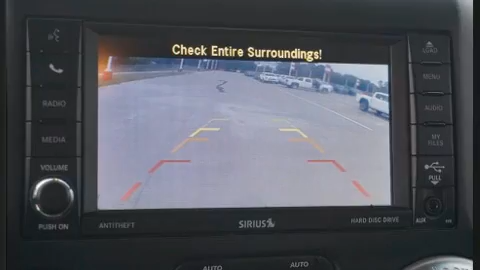 Check Entire Surroundings!
LOAD
MENU
RADIO
AUDIO
MEDIA
MY
FILES
VOLUME
PULL
PUSH ON
ANTITHEFT
SIRIUS
HARD DISC DRIVE
AUX
AUTO
AUTO